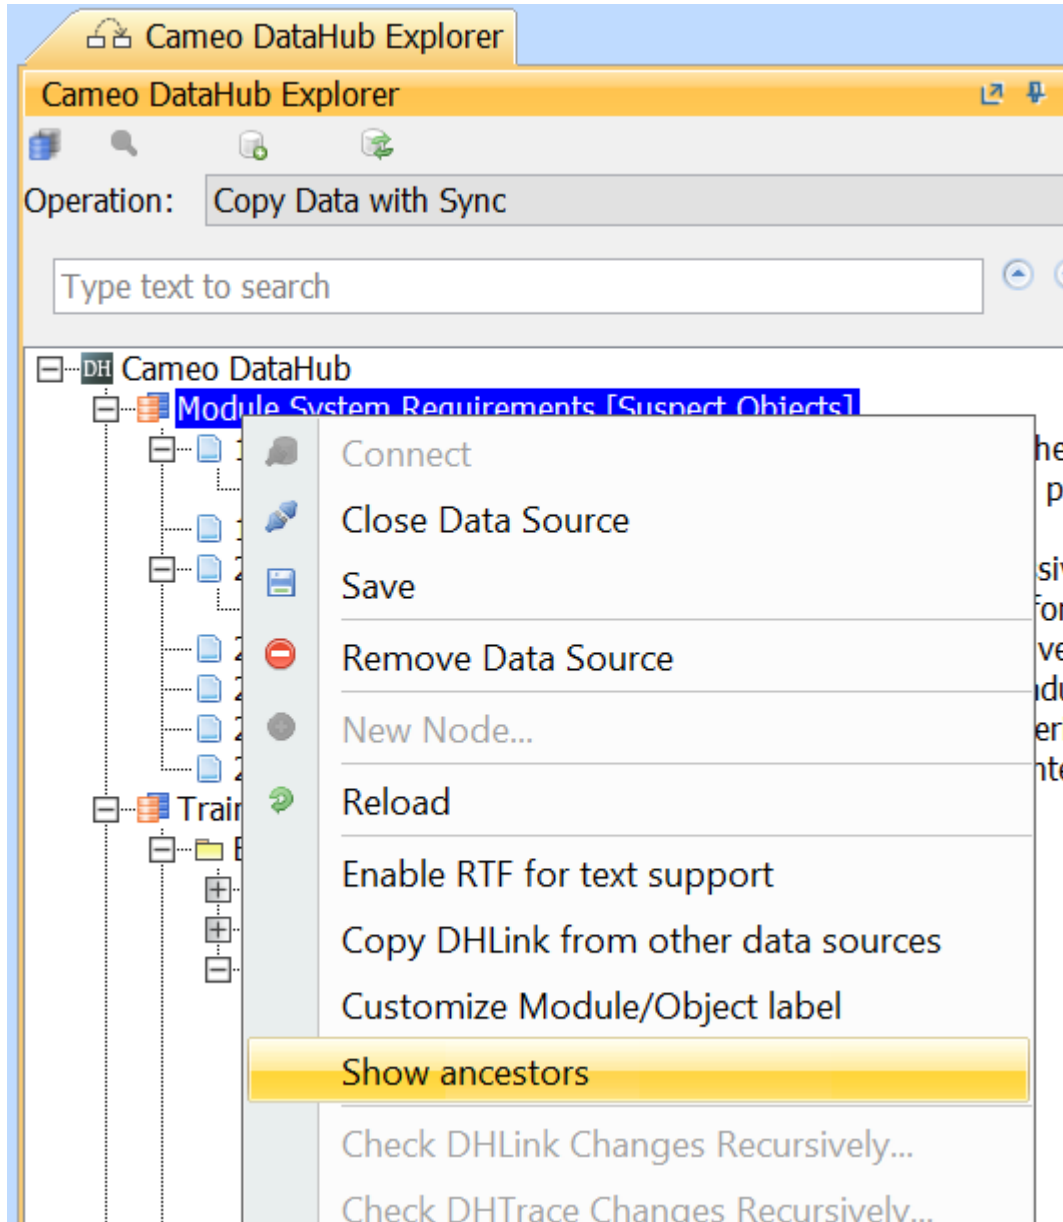 Cameo DataHub Explorer
Cameo DataHub Explorer
Operation: Copy Data with Sync
Type text to search
DH Cameo DataHub
Module System Requirements [Suspect Objects]
Connect
Close Data Source
Save
Remove Data Source
New Node...
Reload
Enable RTF for text support
Copy DHLink from other data sources
Customize Module/Object label
Show ancestors
Check DHLink Changes Recursively...
Check DHTrace Changes Recursively...